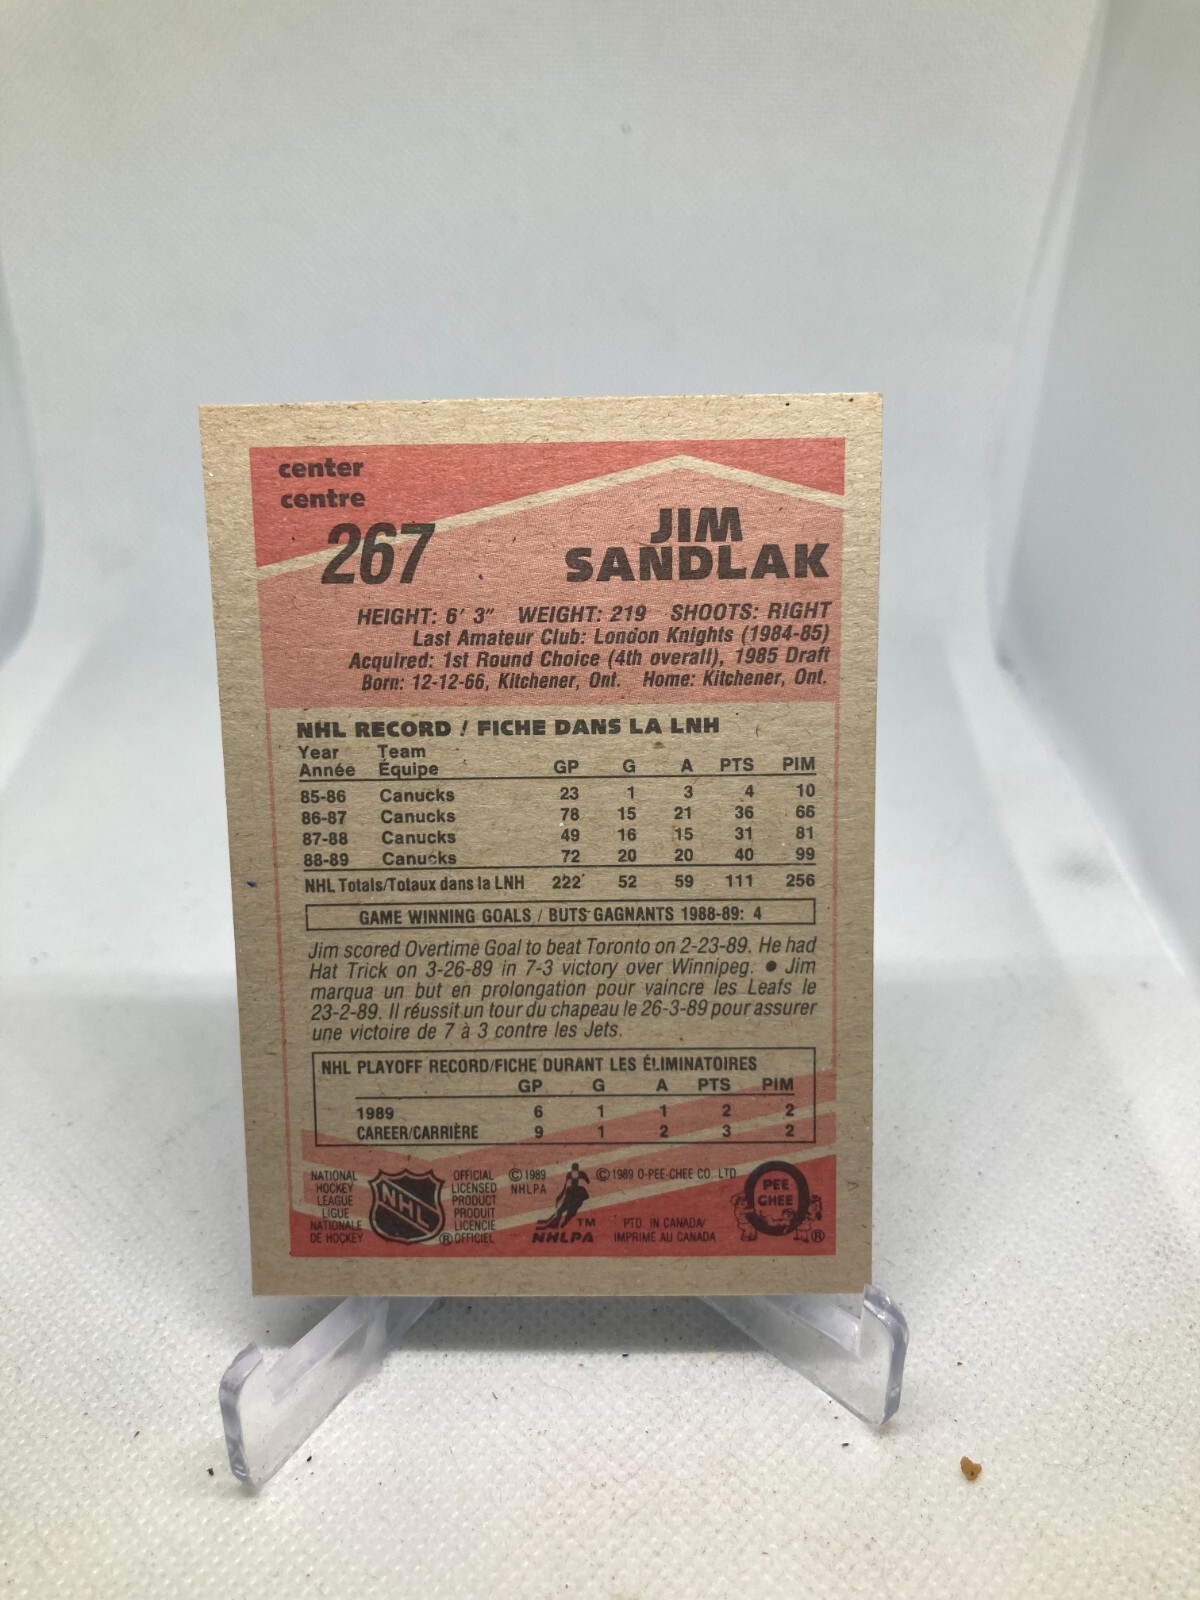 center
centre
267
JIM
SANDLAK
HEIGHT: 6' 3" WEIGHT: 219 SHOOTS: RIGHT
Last Amateur Club: London Knights (1984-85)
Acquired: 1st Round Choice (4th overall), 1985 Draft
Born: 12-12-66, Kitchener, Ont. Home: Kitchener, Ont.
NHL RECORD / FICHE DANS LA LNH
Year Team
Année Équipe GP G A PTS PIM
85-86 Canucks 23 1 3 4 10
86-87 Canucks 78 15 21 36 66
87-88 Canucks 49 16 15 31 81
88-89 Canucks 72 20 20 40 99
NHL Totals/Totaux dans la LNH 222 52 59 111 256
GAME WINNING GOALS / BUTS GAGNANTS 1988-89: 4
Jim scored Overtime Goal to beat Toronto on 2-23-89. He had
Hat Trick on 3-26-89 in 7-3 victory over Winnipeg. ● Jim
marqua un but en prolongation pour vaincre les Leafs le
23-2-89. Il réussit un tour du chapeau le 26-3-89 pour assurer
une victoire de 7 à 3 contre les Jets.
NHL PLAYOFF RECORD/FICHE DURANT LES ÉLIMINATOIRES
GP G A PTS PIM
1989 6 1 1 2 2
CAREER/CARRIÈRE 9 1 2 3 2
NATIONAL
HOCKEY
LEAGUE
LIGUE
NATIONALE
DE HOCKEY
NHL
OFFICIAL
LICENSED
PRODUCT
PRODUIT
LICENCIE
® OFFICIEL
© 1989
NHLPA
TM
NHLPA
© 1989 O-PEE-CHEE CO. LTD.
PTD. IN CANADA/
IMPRIMÉ AU CANADA
PEE
CHEE
®